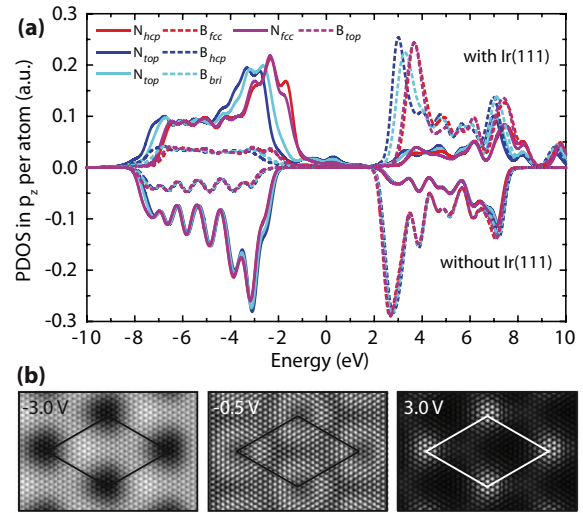 (a)
N_hcp B_fcc N_fcc B_top
N_top B_hcp
N_top B_bri
with Ir(111)
without Ir(111)
PDOS in p_z per atom (a.u.)
0.3
0.2
0.1
0.0
-0.1
-0.2
-0.3
-10 -8 -6 -4 -2 0 2 4 6 8 10
Energy (eV)
(b)
-3.0 V -0.5 V 3.0 V